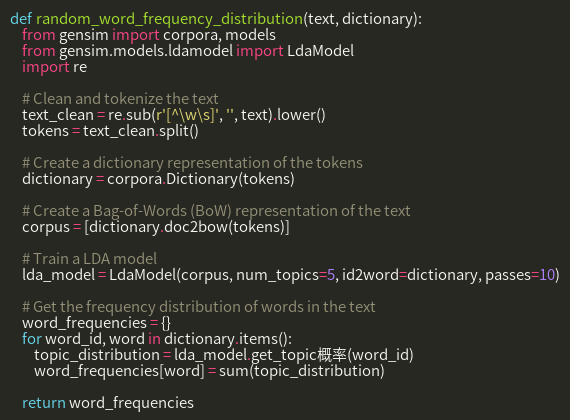 def random_word_frequency_distribution(text, dictionary):
from gensim import corpora, models
from gensim.models.ldamodel import LdaModel
import re
# Clean and tokenize the text
text_clean = re.sub(r'[^\w\s]', '', text).lower()
tokens = text_clean.split()
# Create a dictionary representation of the tokens
dictionary = corpora.Dictionary(tokens)
# Create a Bag-of-Words (BoW) representation of the text
corpus = [dictionary.doc2bow(tokens)]
# Train a LDA model
lda_model = LdaModel(corpus, num_topics=5, id2word=dictionary, passes=10)
# Get the frequency distribution of words in the text
word_frequencies = {}
for word_id, word in dictionary.items():
topic_distribution = lda_model.get_topic概率(word_id)
word_frequencies[word] = sum(topic_distribution)
return word_frequencies